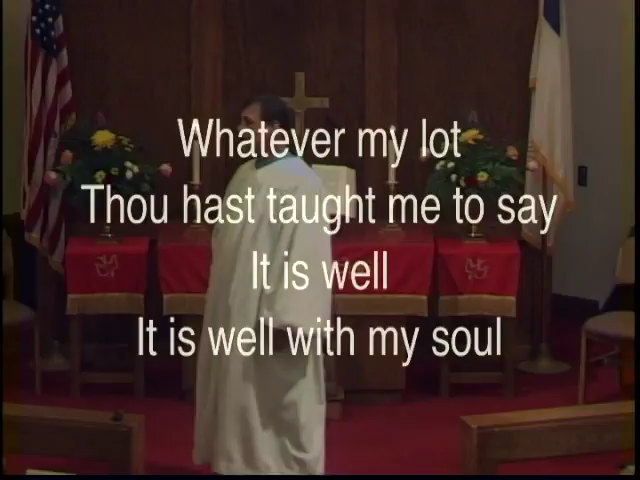 Whatever my lot
Thou hast taught me to say
It is well
It is well with my soul